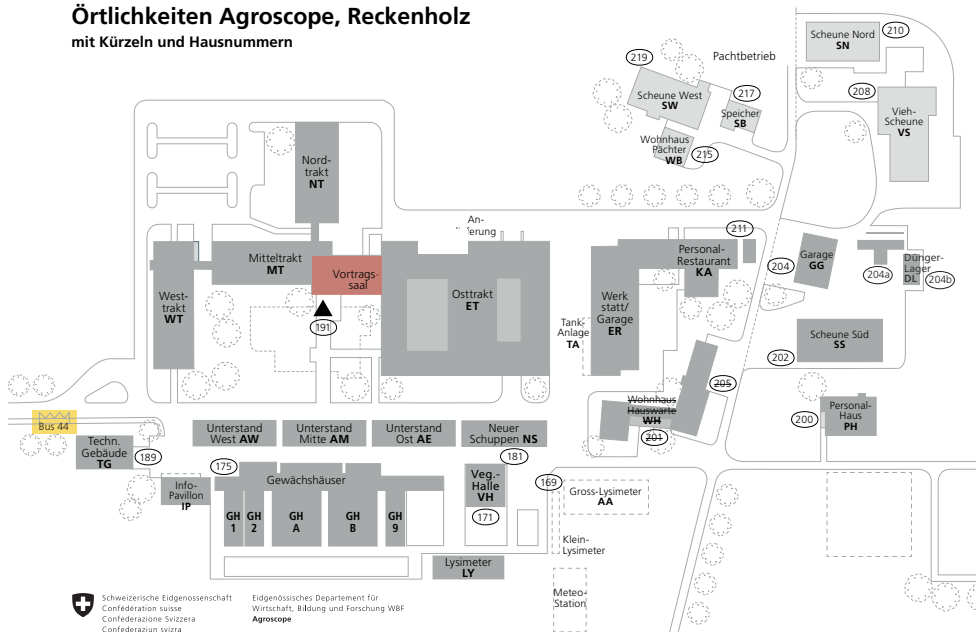 Örtlichkeiten Agroscope, Reckenholz
mit Kürzeln und Hausnummern
Scheune Nord
SN
210
219
Pachtbetrieb
Scheune West
SW
217
Speicher
SB
208
Vieh-
Scheune
VS
Wohnhaus
Pächter
WB
215
Nord-
trakt
NT
An-
lieferung
211
Mitteltrakt
MT
Vortrags-
saal
Personal-
Restaurant
KA
204
Garage
GG
204a
Dünger-
Lager
DL
204b
West-
trakt
WT
Osttrakt
ET
Werk
statt/
Garage
ER
191
Tank-
Anlage
TA
Scheune Süd
SS
202
205
Wohnhaus
Hauswarte
WH
201
200
Personal-
Haus
PH
Bus 44
Techn.
Gebäude
TG
189
Unterstand
West AW
Unterstand
Mitte AM
Unterstand
Ost AE
Neuer
Schuppen NS
181
175
Gewächshäuser
Info-
Pavillon
IP
GH
1
GH
2
GH
A
GH
B
GH
9
Veg.-
Halle
VH
171
169
Gross-Lysimeter
AA
Klein-
Lysimeter
Lysimeter
LY
Meteo-
Station
Schweizerische Eidgenossenschaft
Confédération suisse
Confederazione Svizzera
Confederaziun svizra
Eidgenössisches Departement für
Wirtschaft, Bildung und Forschung WBF
Agroscope